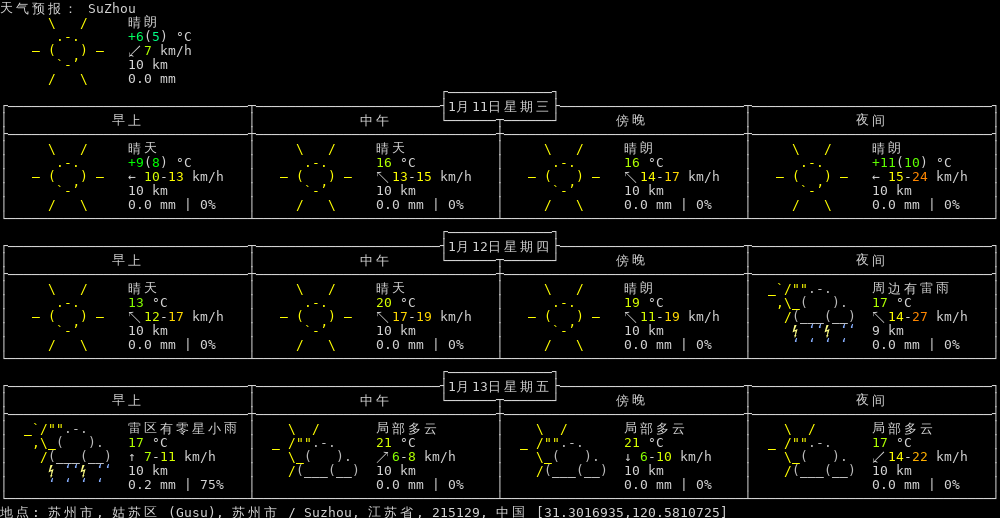 天气预报: SuZhou
晴朗
+6(5) °C
↙ 7 km/h
10 km
0.0 mm
1月11日星期三
早上 中午 傍晚 夜间
晴天 晴天 晴朗 晴朗
+9(8) °C 16 °C 16 °C +11(10) °C
← 10-13 km/h ↖ 13-15 km/h ↖ 14-17 km/h ← 15-24 km/h
10 km 10 km 10 km 10 km
0.0 mm | 0% 0.0 mm | 0% 0.0 mm | 0% 0.0 mm | 0%
1月12日星期四
早上 中午 傍晚 夜间
晴天 晴天 晴朗 周边有雷雨
13 °C 20 °C 19 °C 17 °C
↖ 12-17 km/h ↖ 17-19 km/h ↖ 11-19 km/h ↖ 14-27 km/h
10 km 10 km 10 km 9 km
0.0 mm | 0% 0.0 mm | 0% 0.0 mm | 0% 0.0 mm | 0%
1月13日星期五
早上 中午 傍晚 夜间
雷区有零星小雨 局部多云 局部多云 局部多云
17 °C 21 °C 21 °C 17 °C
↑ 7-11 km/h ↗ 6-8 km/h ↓ 6-10 km/h ↙ 14-22 km/h
10 km 10 km 10 km 10 km
0.2 mm | 75% 0.0 mm | 0% 0.0 mm | 0% 0.0 mm | 0%
地点: 苏州市, 姑苏区 (Gusu), 苏州市 / Suzhou, 江苏省, 215129, 中国 [31.3016935,120.5810725]